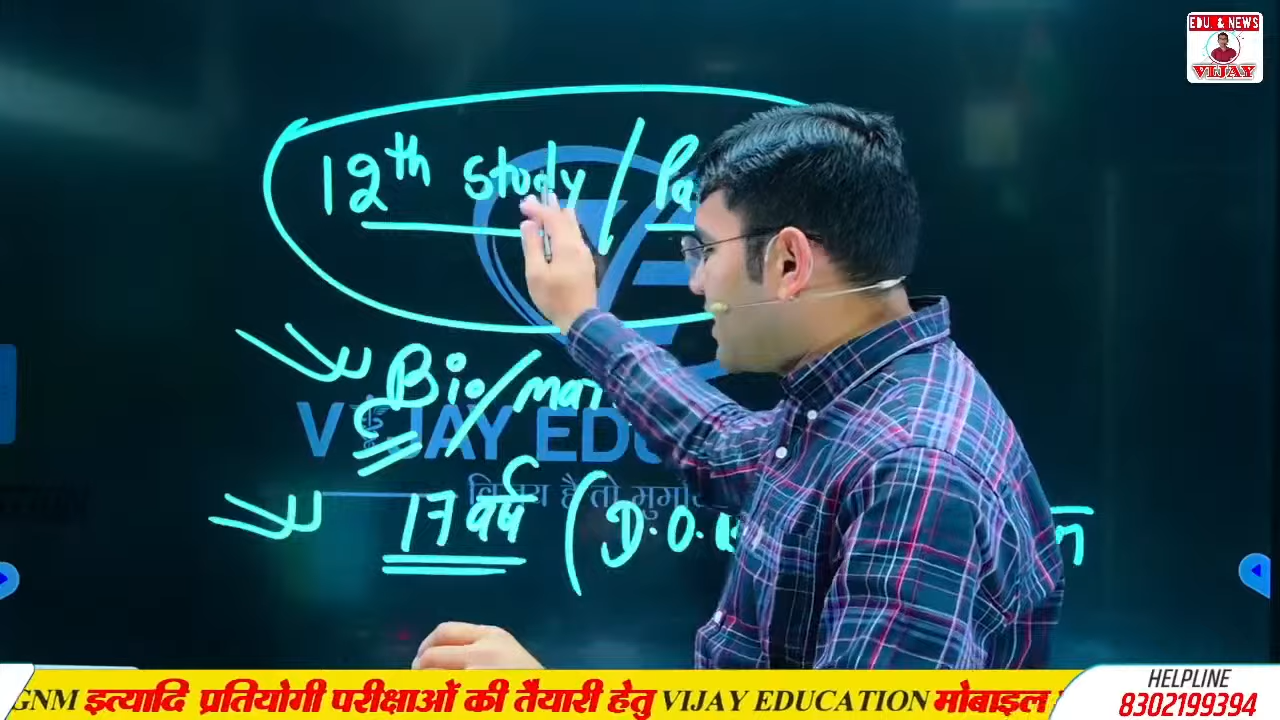 EDU. & NEWS
VIJAY
12th Study / Pa
Bio/mat
VIJAY EDU
17 वर्ष (D.O.
GNM इत्यादि प्रतियोगी परीक्षाओं की तैयारी हेतु VIJAY EDUCATION मोबाइल
HELPLINE
8302199394